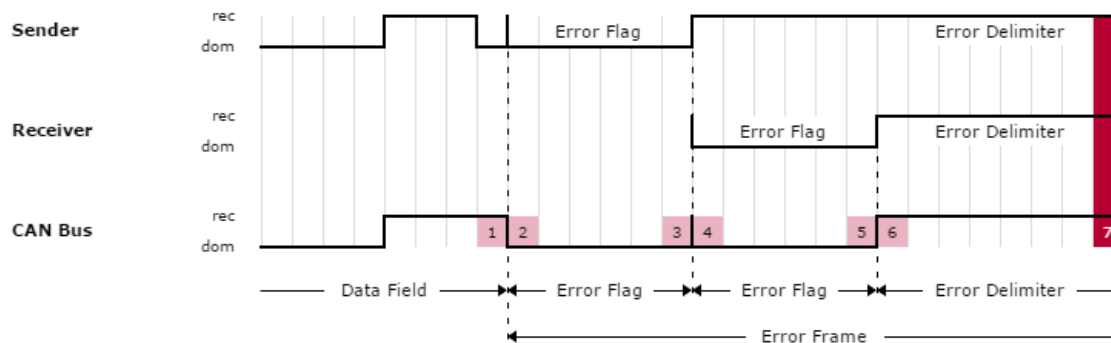 rec
Sender
Error Flag
Error Delimiter
dom
rec
Receiver
Error Flag
Error Delimiter
dom
rec
CAN Bus
1 2 3 4 5 6 7
dom
Data Field Error Flag Error Flag Error Delimiter
Error Frame